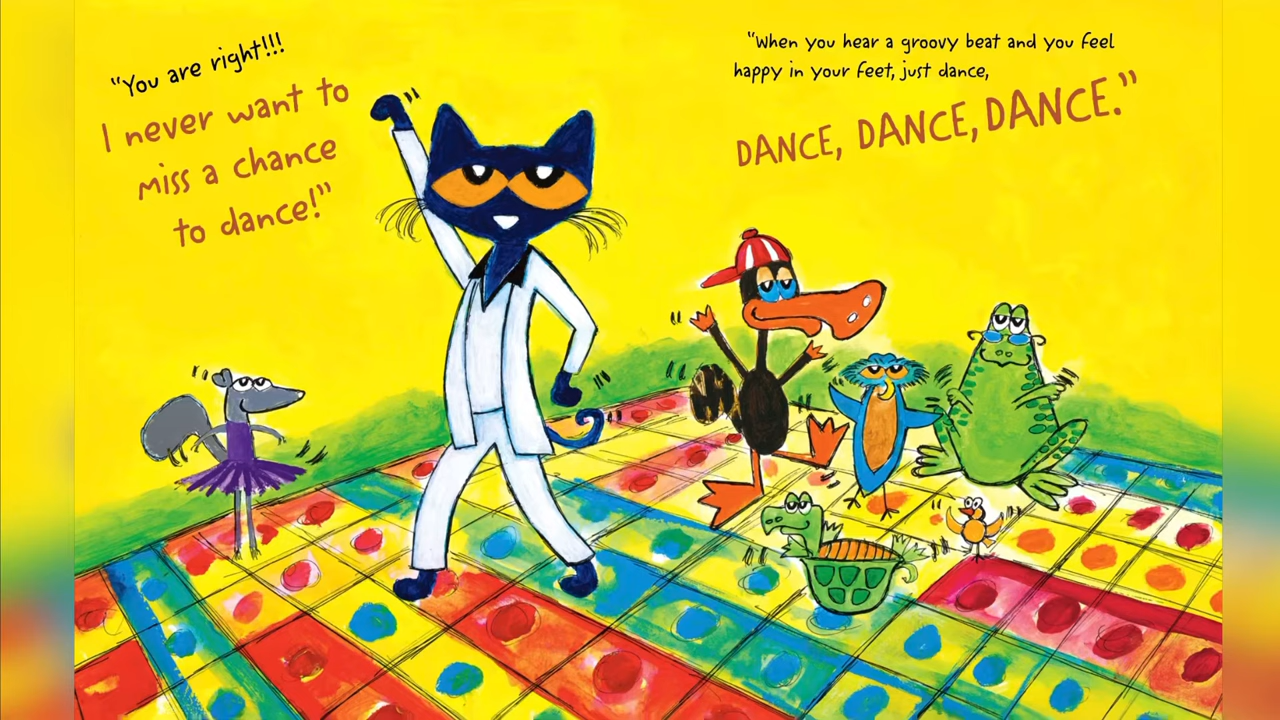 "You are right!!!
I never want to
miss a chance
to dance!"
"When you hear a groovy beat and you feel
happy in your feet, just dance,
DANCE, DANCE, DANCE."